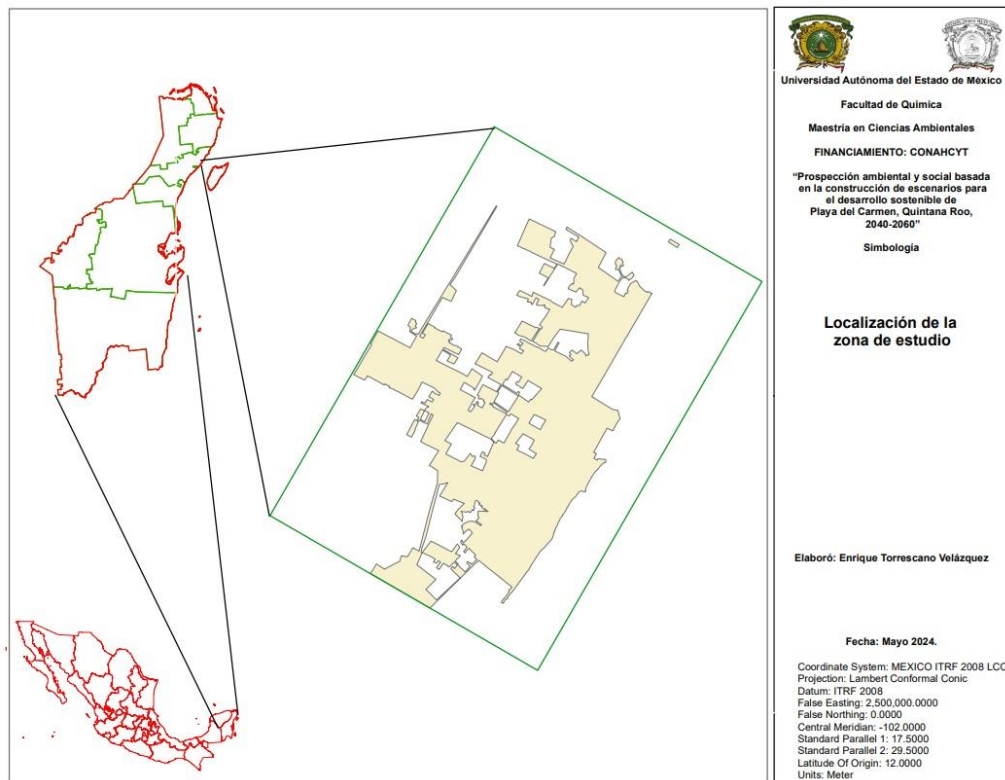 Universidad Autónoma del Estado de México
Facultad de Quimica
Maestría en Ciencias Ambientales
FINANCIAMIENTO: CONAHCYT
“Prospección ambiental y social basada
en la construcción de escenarios para
el desarrollo sostenible de
Playa del Carmen, Quintana Roo,
2040-2060”
Simbología
Localización de la
zona de estudio
Elaboró: Enrique Torrescano Velázquez
Fecha: Mayo 2024.
Coordinate System: MEXICO ITRF 2008 LCC
Projection: Lambert Conformal Conic
Datum: ITRF 2008
False Easting: 2,500,000.0000
False Northing: 0.0000
Central Meridian: -102.0000
Standard Parallel 1: 17.5000
Standard Parallel 2: 29.5000
Latitude Of Origin: 12.0000
Units: Meter